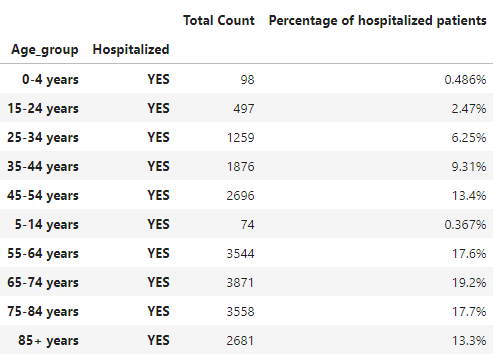 Total Count Percentage of hospitalized patients
Age_group Hospitalized
0-4 years YES 98 0.486%
15-24 years YES 497 2.47%
25-34 years YES 1259 6.25%
35-44 years YES 1876 9.31%
45-54 years YES 2696 13.4%
5-14 years YES 74 0.367%
55-64 years YES 3544 17.6%
65-74 years YES 3871 19.2%
75-84 years YES 3558 17.7%
85+ years YES 2681 13.3%